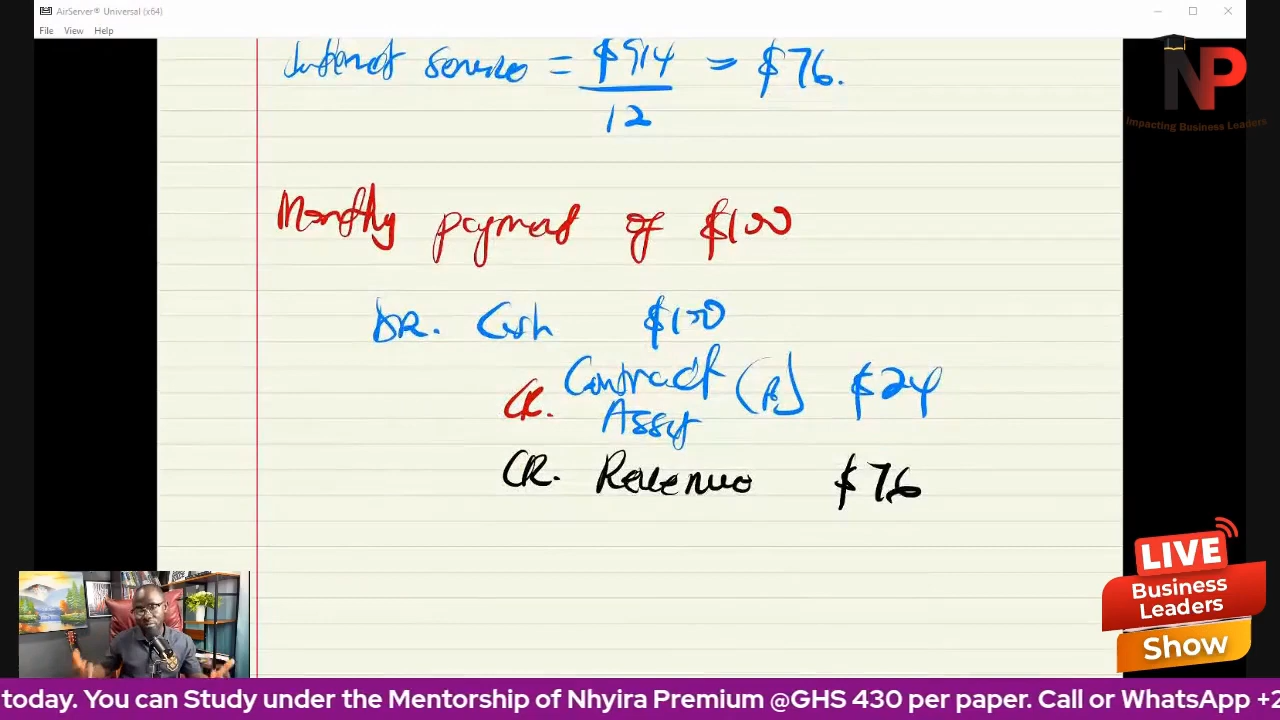 AirServer® Universal (x64)
File View Help
NP
Impacting Business Leaders
Internet service = $914 = $76.
12
Monthly payment of $100
DR. Cash $100
CR. Contract Asset (R) $24
CR. Revenue $76
LIVE
Business
Leaders
Show
today. You can Study under the Mentorship of Nhyira Premium @GHS 430 per paper. Call or WhatsApp +2